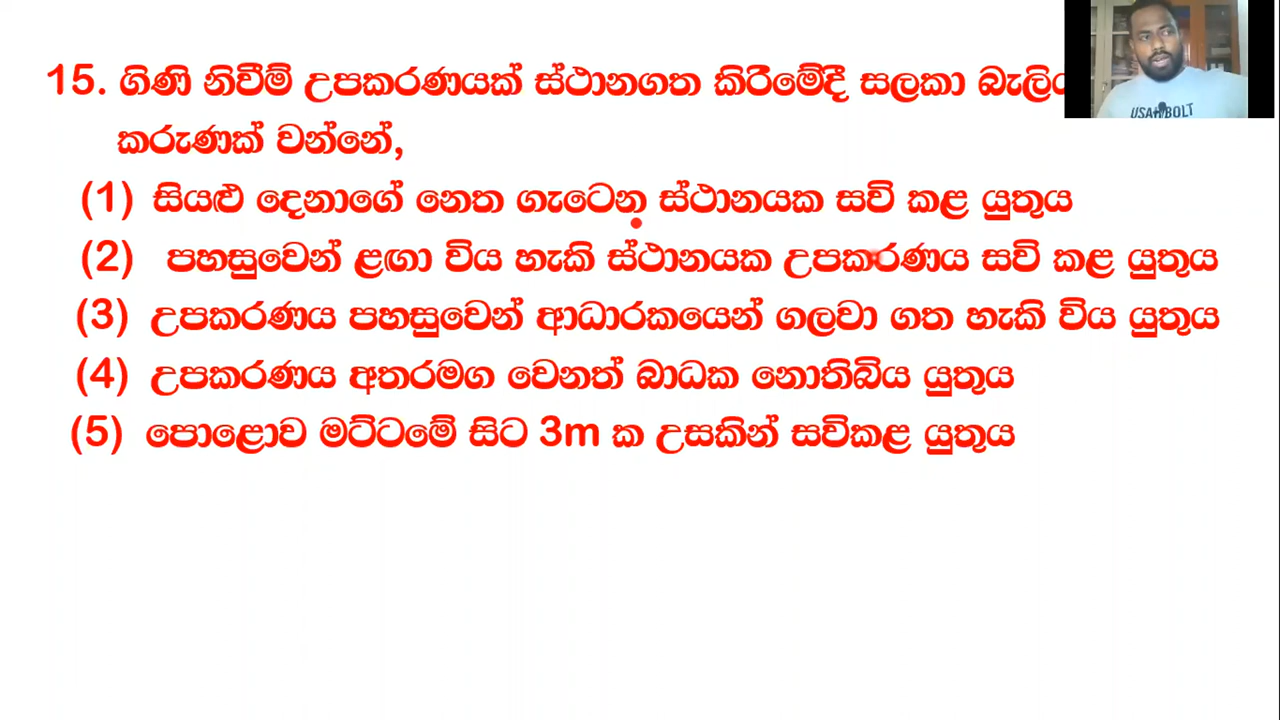 15. ගිණි නිවීම් උපකරණයක් ස්ථානගත කිරීමේදී සලකා
කරුණක් වන්නේ,
(1) සියළු දෙනාගේ නෙත ගැටෙන ස්ථානයක සවි කළ යුතුය
(2) පහසුවෙන් ළඟා විය හැකි ස්ථානයක උපකරණය සවි කළ යුතුය
(3) උපකරණය පහසුවෙන් ආධාරකයෙන් ගලවා ගත හැකි විය යුතුය
(4) උපකරණය අතරමග වෙනත් බාධක නොතිබිය යුතුය
(5) පොළොව මට්ටමේ සිට 3m ක උසකින් සවිකළ යුතුය